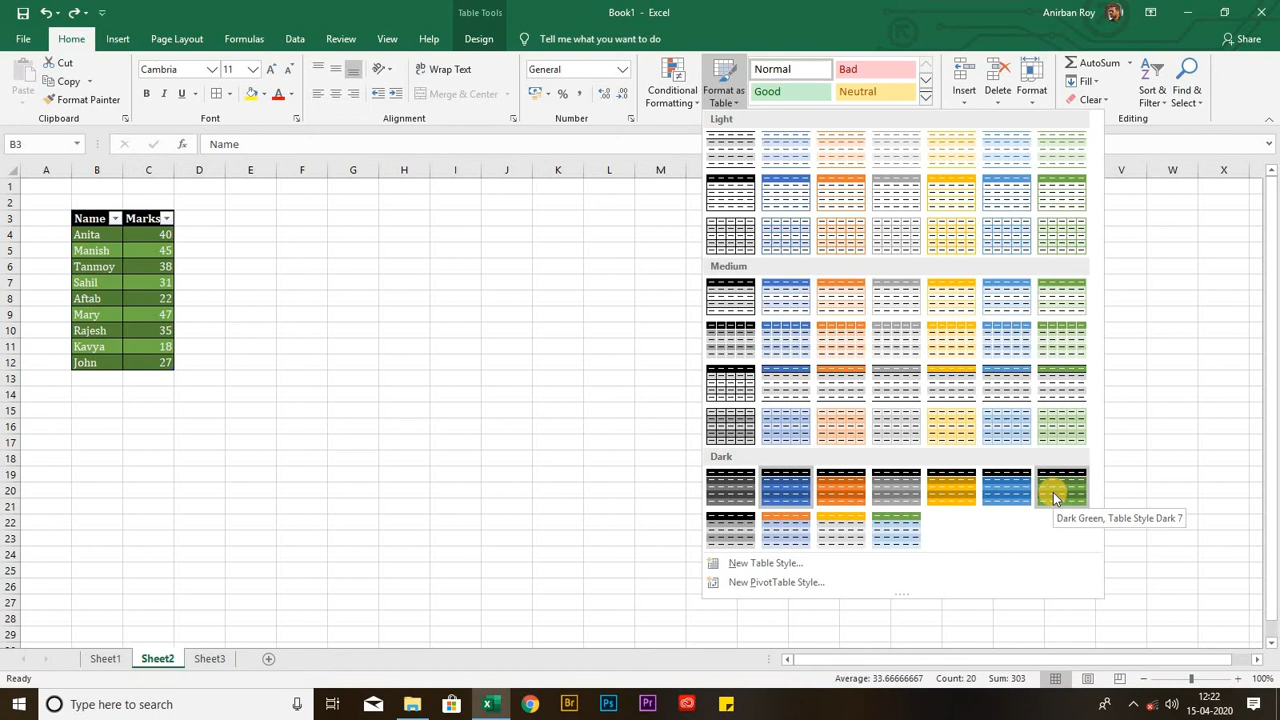 Table Tools
Book1 - Excel
Anirban Roy
File Home Insert Page Layout Formulas Data Review View Help Design Tell me what you want to do Share
Paste
Cut
Copy
Format Painter
Clipboard
Cambria 11
B I U
Font
Wrap Text
Merge & Center
Alignment
General
Number
Conditional Formatting
Format as Table
Normal Bad
Good Neutral
Insert Delete Format
AutoSum
Fill
Clear
Sort & Filter
Find & Select
Editing
B3 fx Name
A B C D E F G H I J K L M V W X
1
2
3 Name Marks
4 Anita 40
5 Manish 45
6 Tanmoy 38
7 Sahil 31
8 Aftab 22
9 Mary 47
10 Rajesh 35
11 Kavya 18
12 John 27
13
14
15
16
17
18
19
20
21
22
23
24
25
26
27
28
Light
Medium
Dark
Dark Green, Table Style Dark 7
New Table Style...
New PivotTable Style...
Sheet1 Sheet2 Sheet3
Ready
Average: 33.66666667 Count: 20 Sum: 303
100%
Type here to search
Br Ps Pr
12:22
15-04-2020